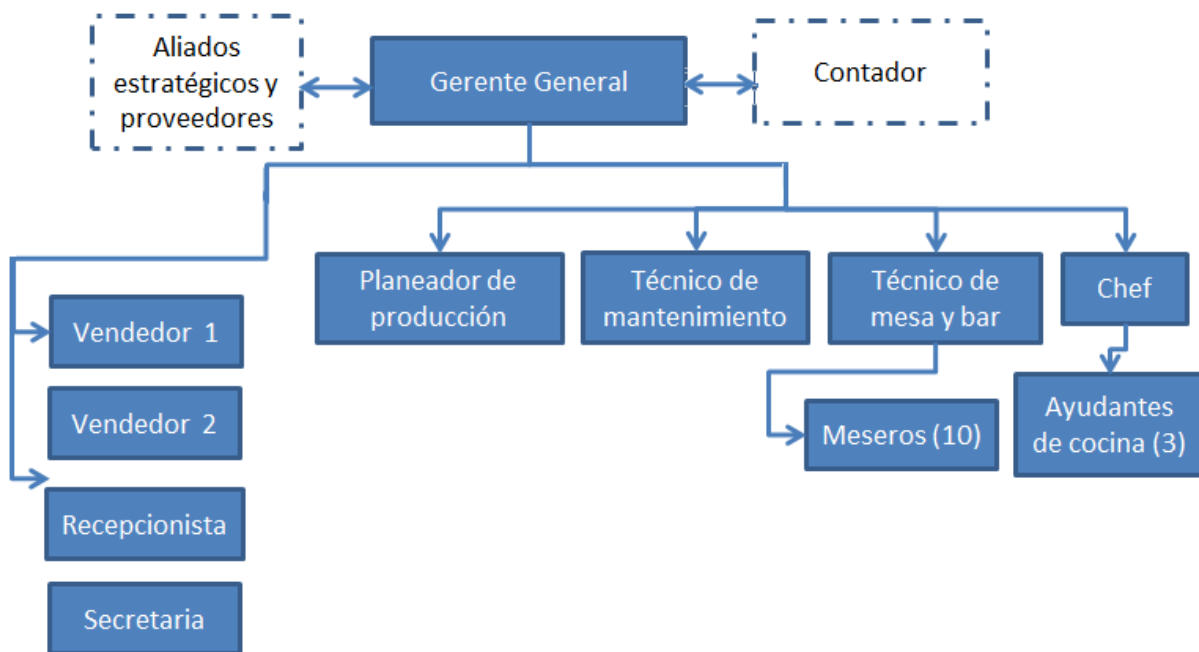 Aliados
estratégicos y
proveedores
Gerente General
Contador
Planeador de
producción
Técnico de
mantenimiento
Técnico de
mesa y bar
Chef
Vendedor 1
Vendedor 2
Recepcionista
Secretaria
Meseros (10)
Ayudantes
de cocina (3)